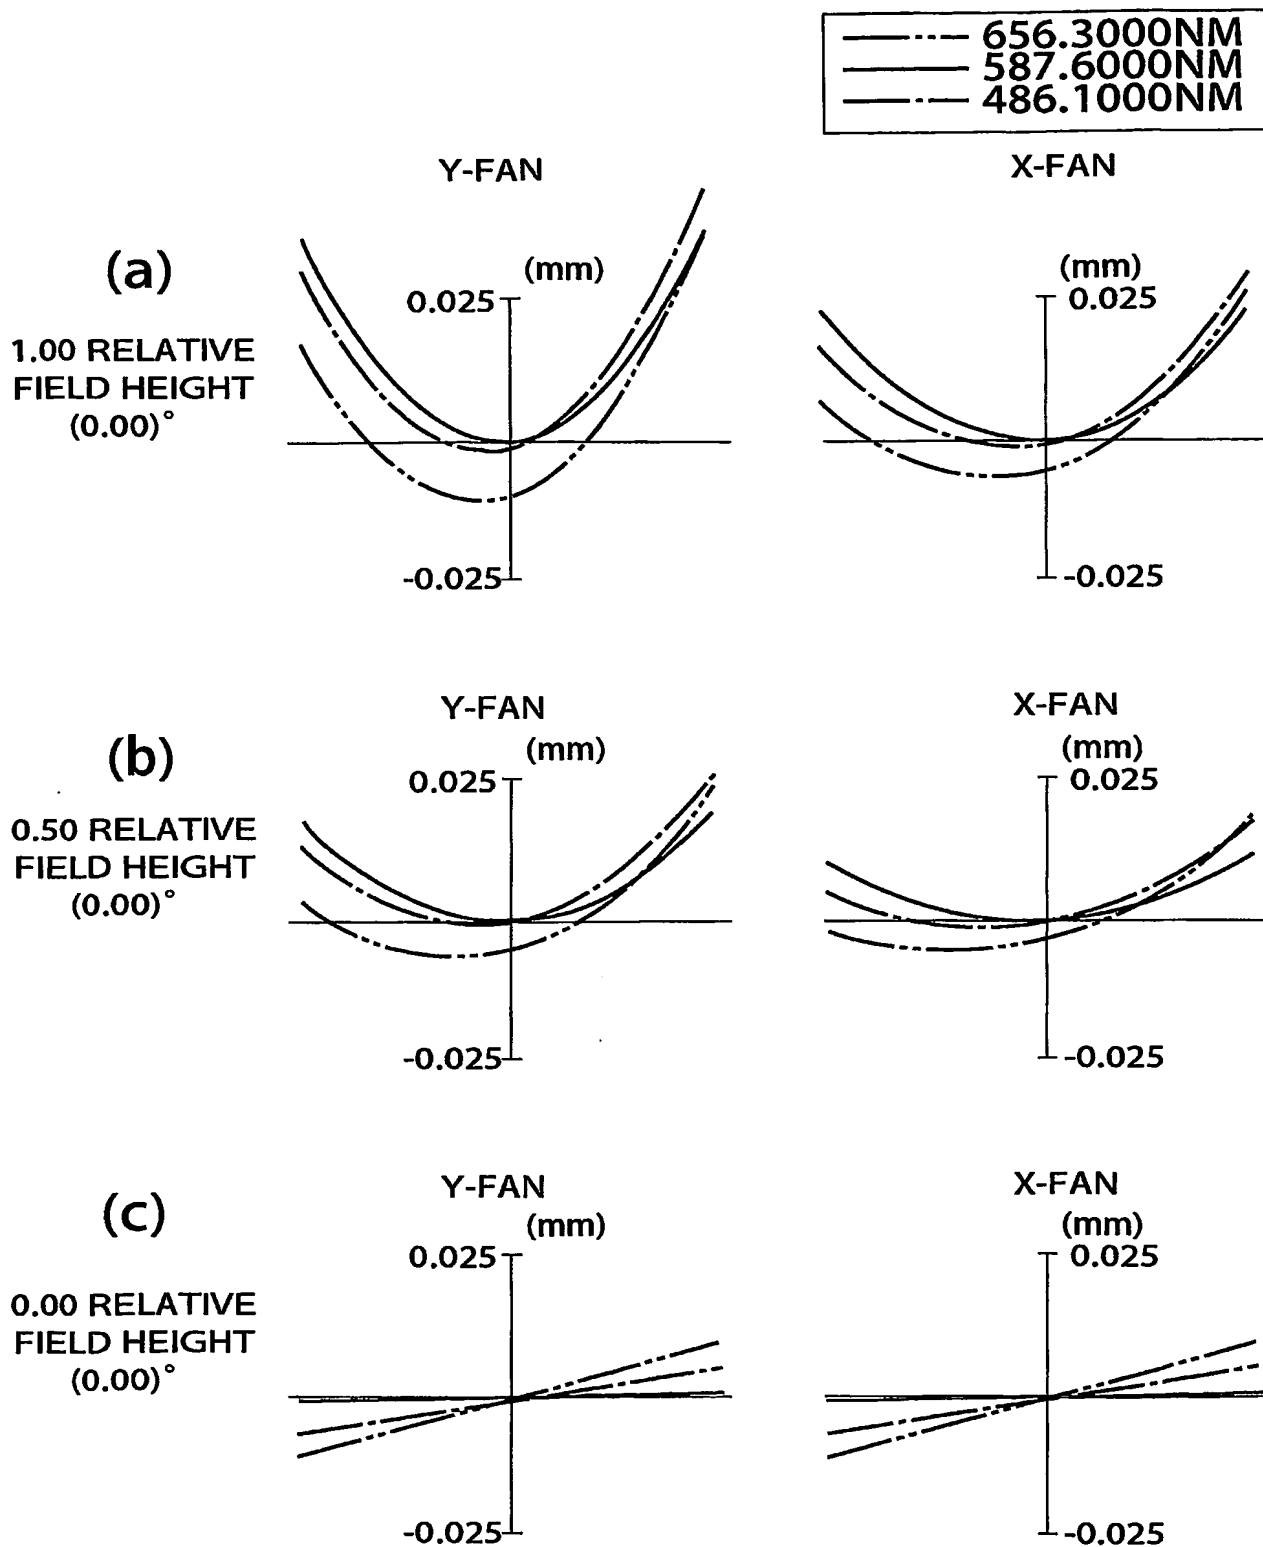 656.3000NM
587.6000NM
486.1000NM
Y-FAN
X-FAN
(a)
1.00 RELATIVE
FIELD HEIGHT
(0.00)°
(mm)
0.025
-0.025
(mm)
0.025
-0.025
Y-FAN
X-FAN
(b)
0.50 RELATIVE
FIELD HEIGHT
(0.00)°
(mm)
0.025
-0.025
(mm)
0.025
-0.025
Y-FAN
X-FAN
(c)
0.00 RELATIVE
FIELD HEIGHT
(0.00)°
(mm)
0.025
-0.025
(mm)
0.025
-0.025